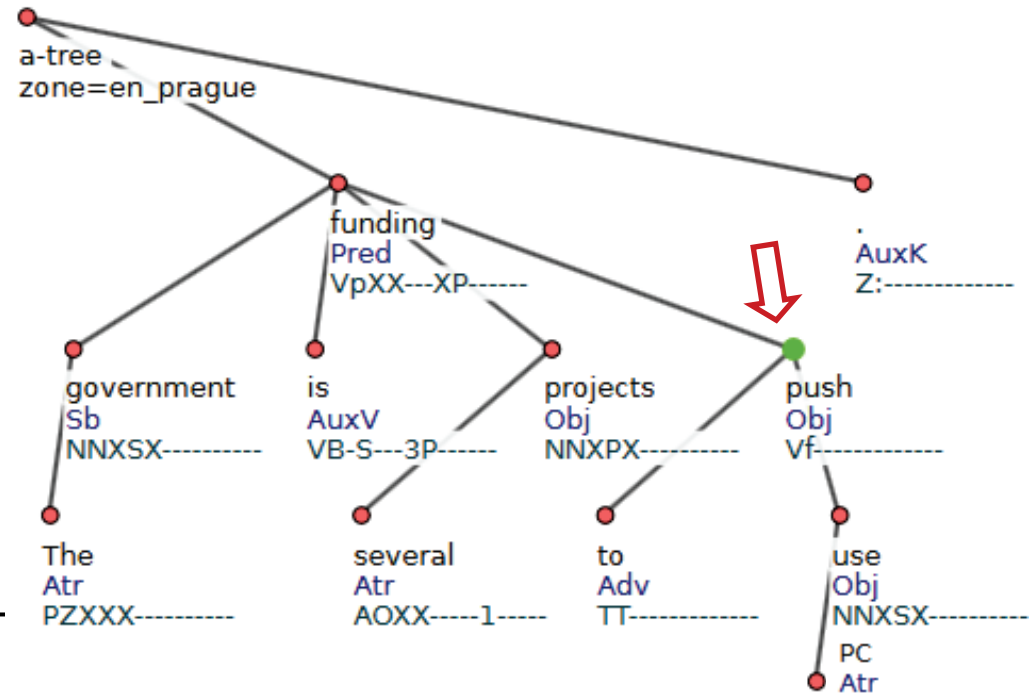 a-tree
zone=en_prague
funding
Pred
VpXX---XP------
.
AuxK
Z:-------------
government
Sb
NNXSX----------
is
AuxV
VB-S---3P------
projects
Obj
NNXPX----------
push
Obj
Vf-------------
The
Atr
PZXXX----------
several
Atr
AOXX-----1-----
to
Adv
TT-------------
use
Obj
NNXSX----------
PC
Atr